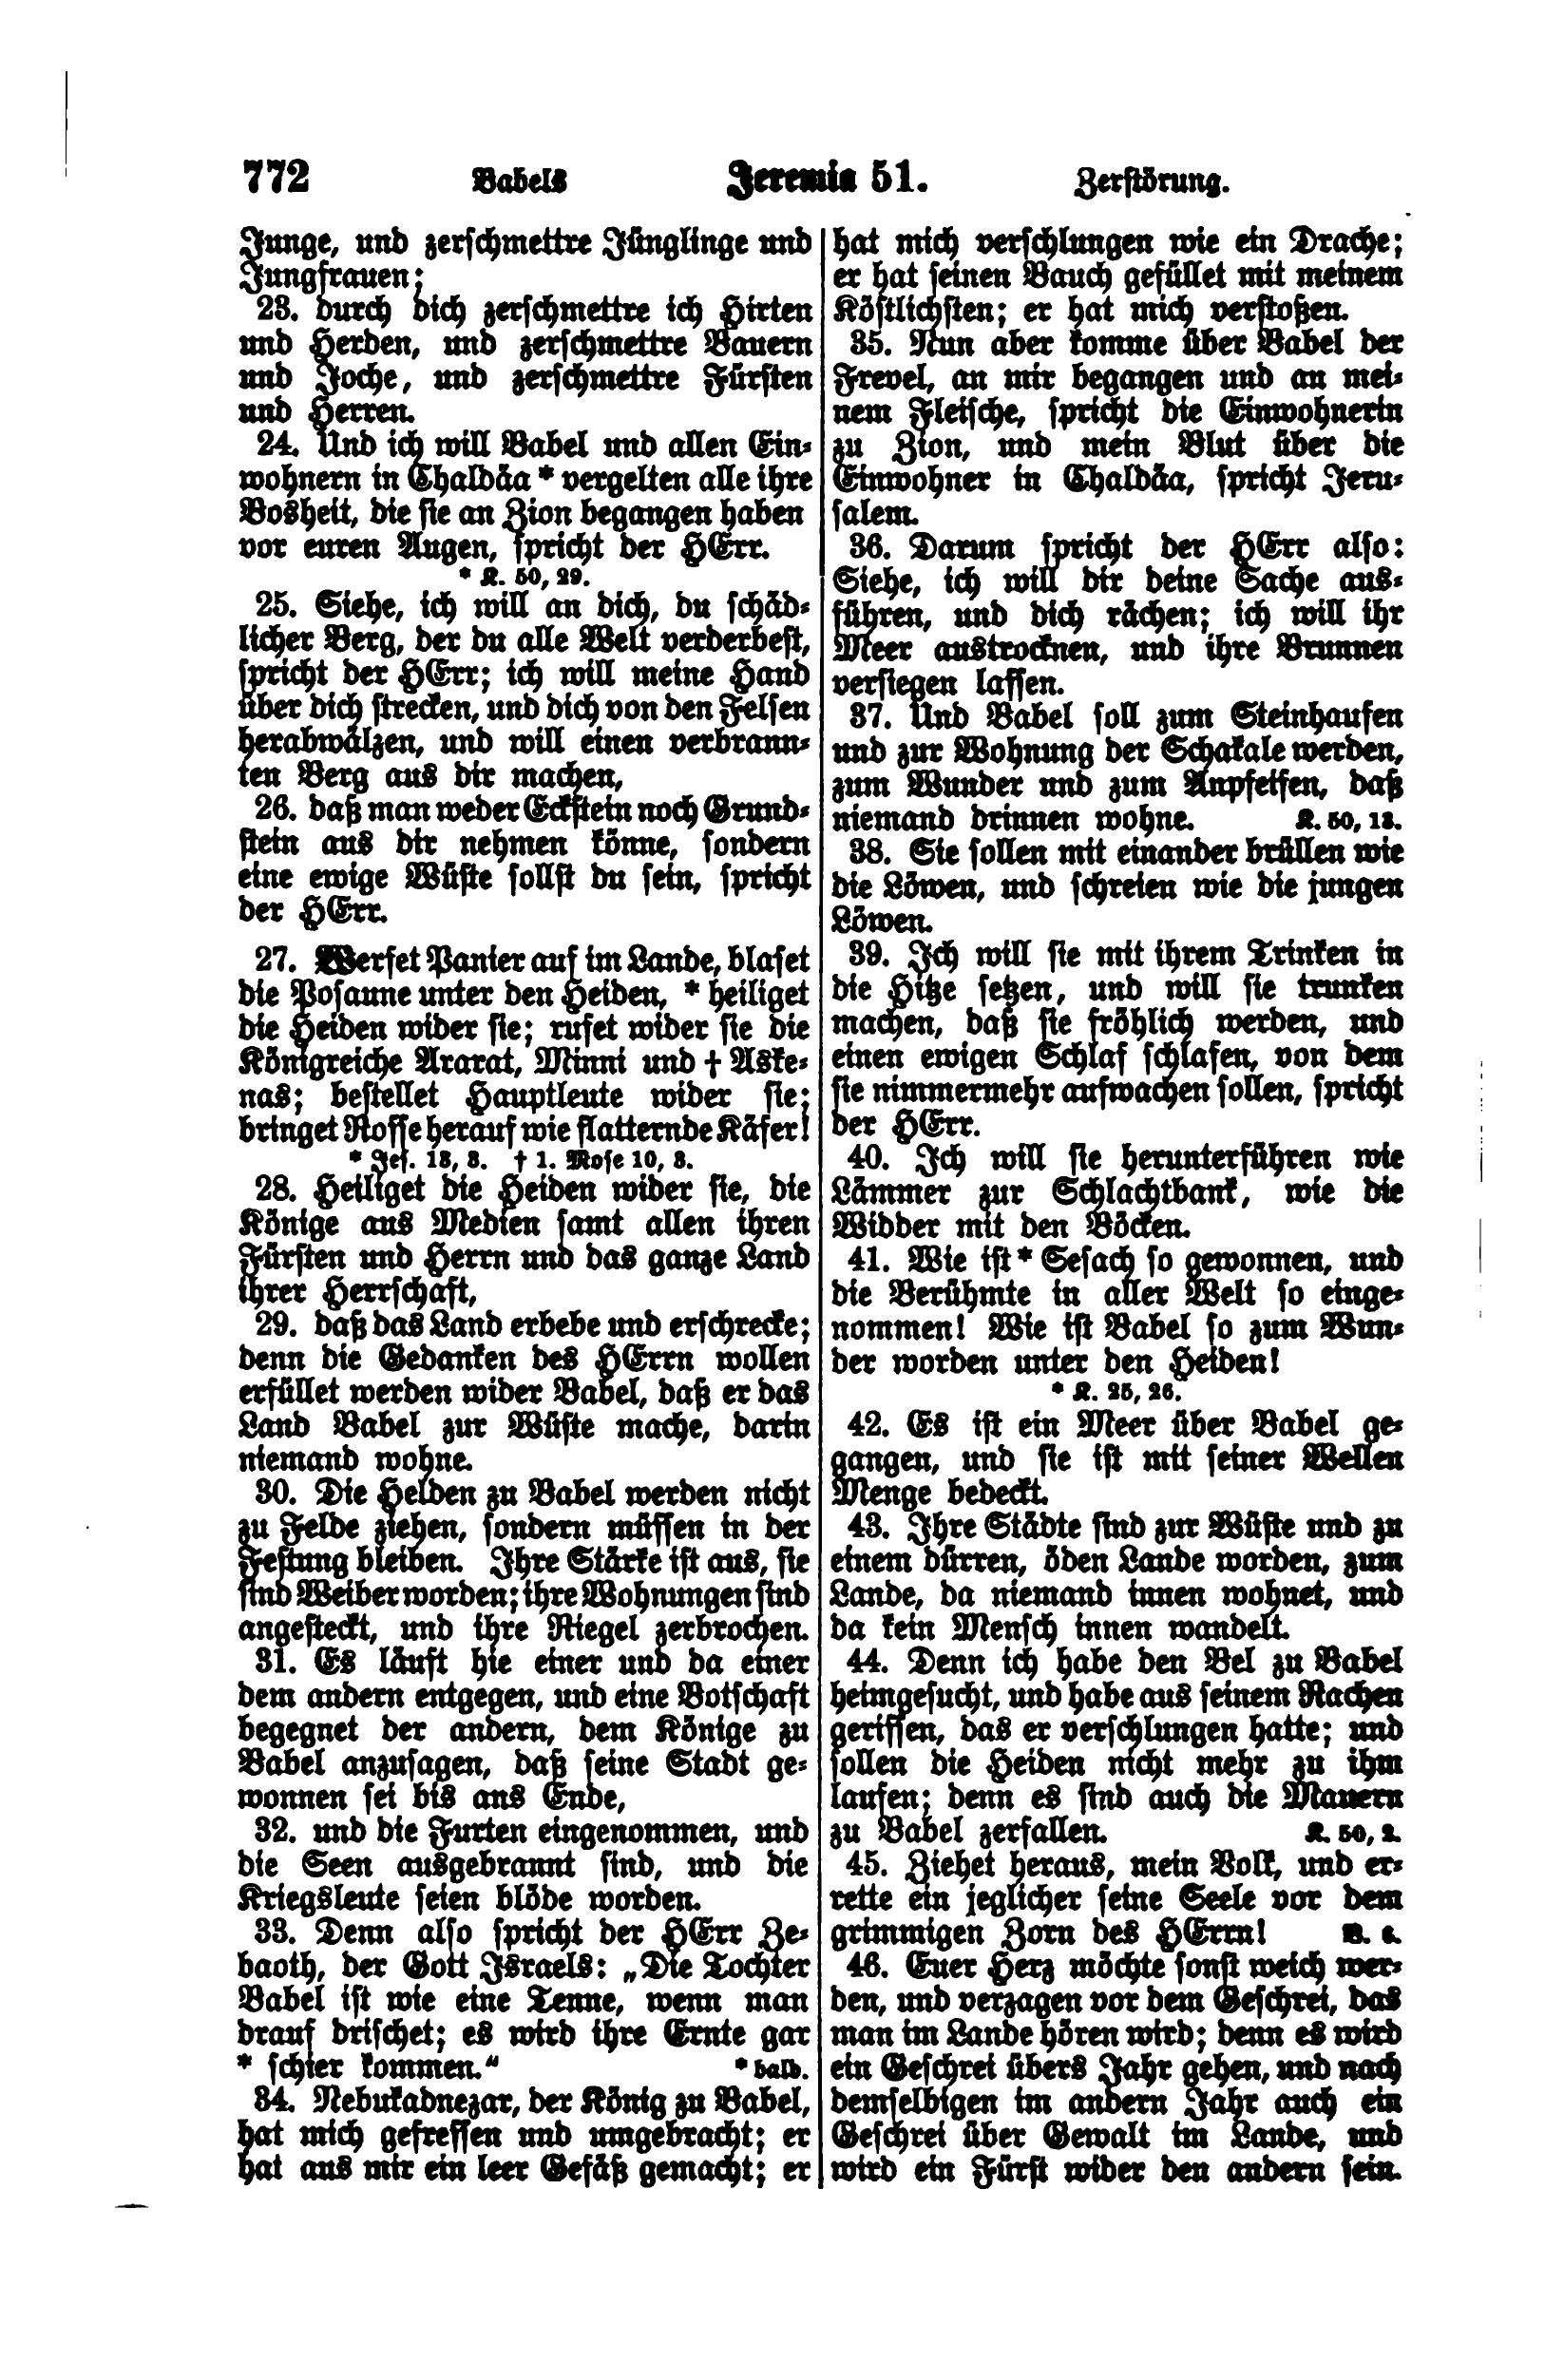 772 Babels Jeremia 51. Zerstörung.
Junge, und zerschmettre Jünglinge und
Jungfrauen;
23. durch dich zerschmettre ich Hirten
und Herden, und zerschmettre Bauern
und Joche, und zerschmettre Fürsten
und Herren.
24. Und ich will Babel und allen Ein-
wohnern in Chaldäa * vergelten alle ihre
Bosheit, die sie an Zion begangen haben
vor euren Augen, spricht der HErr.
* K. 50, 29.
25. Siehe, ich will an dich, du schäd-
licher Berg, der du alle Welt verderbest,
spricht der HErr; ich will meine Hand
über dich strecken, und dich von den Felsen
herabwälzen, und will einen verbrann-
ten Berg aus dir machen,
26. daß man weder Eckstein noch Grund-
stein aus dir nehmen könne, sondern
eine ewige Wüste sollst du sein, spricht
der HErr.
27. Werfet Panier auf im Lande, blaset
die Posaune unter den Heiden, * heiliget
die Heiden wider sie; rufet wider sie die
Königreiche Ararat, Minni und † Aske-
nas; bestellet Hauptleute wider sie;
bringet Rosse herauf wie flatternde Käfer!
* Jes. 13, 3. † 1. Mose 10, 3.
28. Heiliget die Heiden wider sie, die
Könige aus Medien samt allen ihren
Fürsten und Herrn und das ganze Land
ihrer Herrschaft,
29. daß das Land erbebe und erschrecke;
denn die Gedanken des HErrn wollen
erfüllet werden wider Babel, daß er das
Land Babel zur Wüste mache, darin
niemand wohne.
30. Die Helden zu Babel werden nicht
zu Felde ziehen, sondern müssen in der
Festung bleiben. Ihre Stärke ist aus, sie
sind Weiber worden; ihre Wohnungen sind
angesteckt, und ihre Riegel zerbrochen.
31. Es läuft hie einer und da einer
dem andern entgegen, und eine Botschaft
begegnet der andern, dem Könige zu
Babel anzusagen, daß seine Stadt ge-
wonnen sei bis ans Ende,
32. und die Furten eingenommen, und
die Seen ausgebrannt sind, und die
Kriegsleute seien blöde worden.
33. Denn also spricht der HErr Ze-
baoth, der Gott Israels: „Die Tochter
Babel ist wie eine Tenne, wenn man
drauf drischet; es wird ihre Ernte gar
* schier kommen.“ * bald.
34. Nebukadnezar, der König zu Babel,
hat mich gefressen und umgebracht; er
hat aus mir ein leer Gefäß gemacht; er
hat mich verschlungen wie ein Drache;
er hat seinen Bauch gefüllet mit meinem
Köstlichsten; er hat mich verstoßen.
35. Nun aber komme über Babel der
Frevel, an mir begangen und an mei-
nem Fleische, spricht die Einwohnerin
zu Zion, und mein Blut über die
Einwohner in Chaldäa, spricht Jeru-
salem.
36. Darum spricht der HErr also:
Siehe, ich will dir deine Sache aus-
führen, und dich rächen; ich will ihr
Meer austrocknen, und ihre Brunnen
versiegen lassen.
37. Und Babel soll zum Steinhaufen
und zur Wohnung der Schakale werden,
zum Wunder und zum Anpfeifen, daß
niemand drinnen wohne. K. 50, 13.
38. Sie sollen mit einander brüllen wie
die Löwen, und schreien wie die jungen
Löwen.
39. Ich will sie mit ihrem Trinken in
die Hitze setzen, und will sie trunken
machen, daß sie fröhlich werden, und
einen ewigen Schlaf schlafen, von dem
sie nimmermehr aufwachen sollen, spricht
der HErr.
40. Ich will sie herunterführen wie
Lämmer zur Schlachtbank, wie die
Widder mit den Böcken.
41. Wie ist * Sesach so gewonnen, und
die Berühmte in aller Welt so einge-
nommen! Wie ist Babel so zum Wun-
der worden unter den Heiden!
* K. 25, 26.
42. Es ist ein Meer über Babel ge-
gangen, und sie ist mit seiner Wellen
Menge bedeckt.
43. Ihre Städte sind zur Wüste und zu
einem dürren, öden Lande worden, zum
Lande, da niemand innen wohnet, und
da kein Mensch innen wandelt.
44. Denn ich habe den Bel zu Babel
heimgesucht, und habe aus seinem Rachen
gerissen, das er verschlungen hatte; und
sollen die Heiden nicht mehr zu ihm
laufen; denn es sind auch die Mauern
zu Babel zerfallen. K. 50, 2.
45. Ziehet heraus, mein Volk, und er-
rette ein jeglicher seine Seele vor dem
grimmigen Zorn des HErrn! V. 6.
46. Euer Herz möchte sonst weich wer-
den, und verzagen vor dem Geschrei, das
man im Lande hören wird; denn es wird
ein Geschrei übers Jahr gehen, und nach
demselbigen im andern Jahr auch ein
Geschrei über Gewalt im Lande, und
wird ein Fürst wider den andern sein.